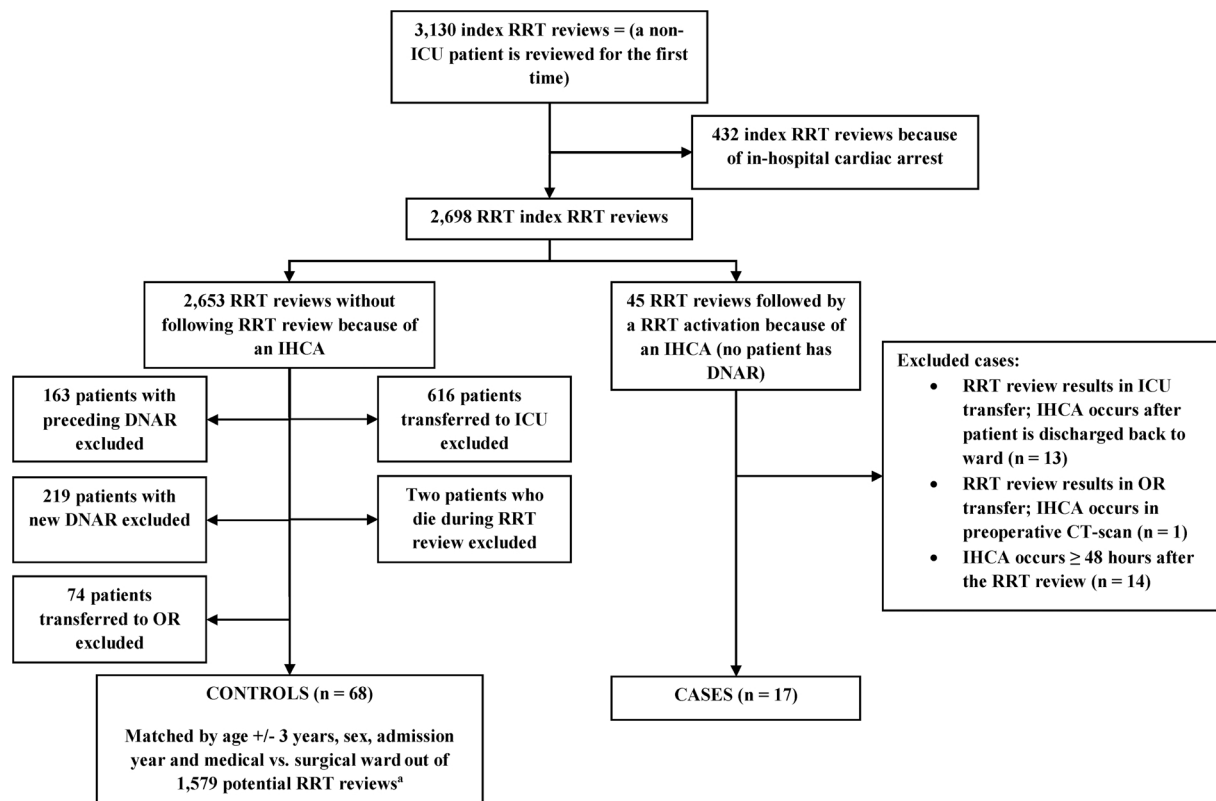 3,130 index RRT reviews = (a non-
ICU patient is reviewed for the first
time)
432 index RRT reviews because
of in-hospital cardiac arrest
2,698 RRT index RRT reviews
2,653 RRT reviews without
following RRT review because of
an IHCA
45 RRT reviews followed by
a RRT activation because of
an IHCA (no patient has
DNAR)
163 patients with
preceding DNAR
excluded
616 patients
transferred to ICU
excluded
219 patients with
new DNAR excluded
Two patients who
die during RRT
review excluded
74 patients
transferred to OR
excluded
Excluded cases:
• RRT review results in ICU
transfer; IHCA occurs after
patient is discharged back to
ward (n = 13)
• RRT review results in OR
transfer; IHCA occurs in
preoperative CT-scan (n = 1)
• IHCA occurs ≥ 48 hours after
the RRT review (n = 14)
CONTROLS (n = 68)
Matched by age +/- 3 years, sex, admission
year and medical vs. surgical ward out of
1,579 potential RRT reviewsᵃ
CASES (n = 17)